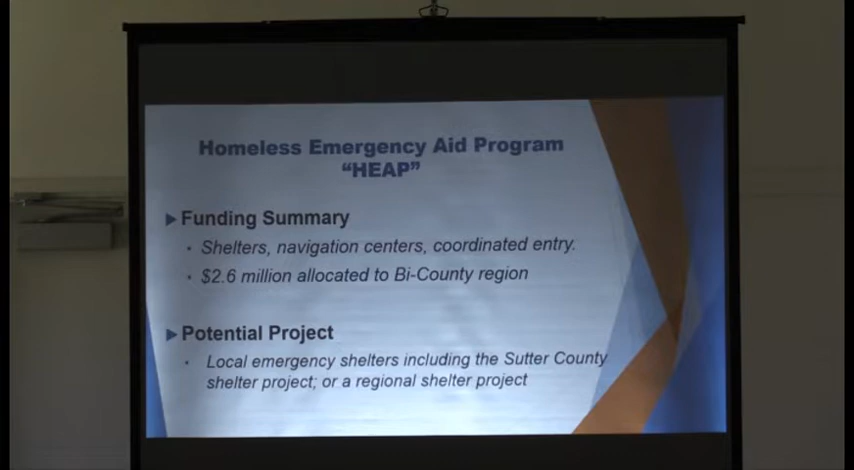 Homeless Emergency Aid Program
“HEAP”
Funding Summary
Shelters, navigation centers, coordinated entry.
$2.6 million allocated to Bi-County region
Potential Project
Local emergency shelters including the Sutter County
shelter project; or a regional shelter project